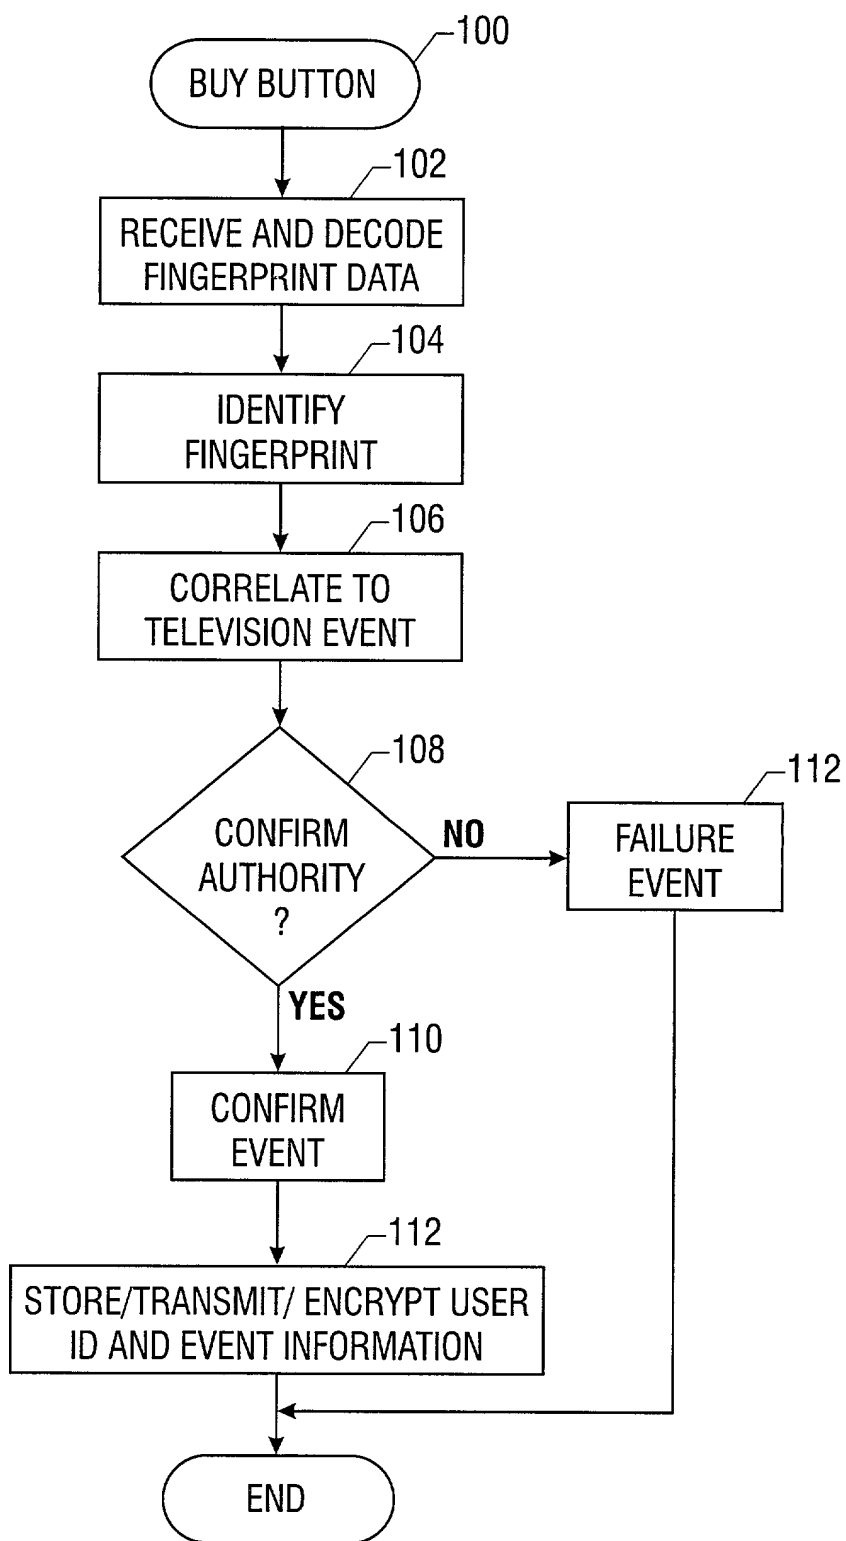 100
BUY BUTTON
102
RECEIVE AND DECODE
FINGERPRINT DATA
104
IDENTIFY
FINGERPRINT
106
CORRELATE TO
TELEVISION EVENT
108
CONFIRM
AUTHORITY
?
NO
112
FAILURE
EVENT
YES
110
CONFIRM
EVENT
112
STORE/TRANSMIT/ ENCRYPT USER
ID AND EVENT INFORMATION
END